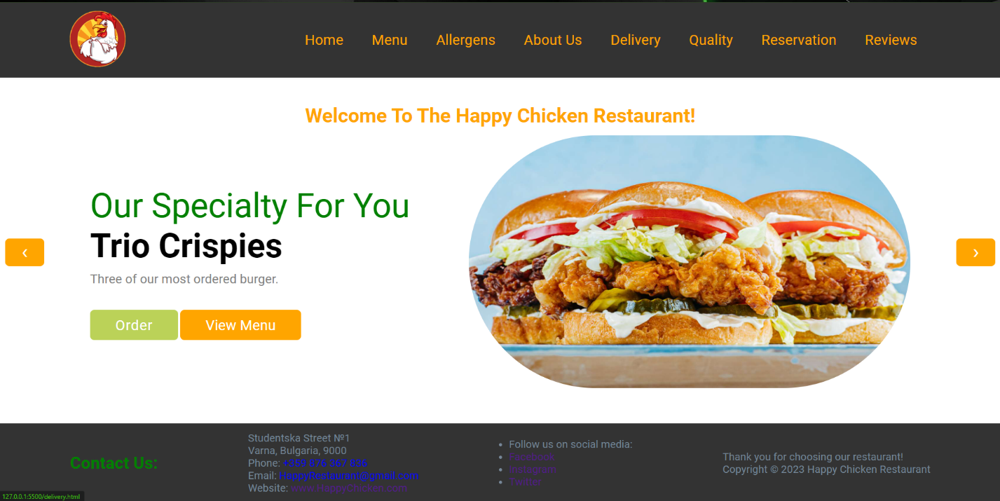 Home Menu Allergens About Us Delivery Quality Reservation Reviews
Welcome To The Happy Chicken Restaurant!
Our Specialty For You
Trio Crispies
Three of our most ordered burger.
‹
›
Order View Menu
Contact Us:
Studentska Street №1
Varna, Bulgaria, 9000
Phone: +359 876 367 836
Email: HappyRestaurant@gmail.com
Website: www.HappyChicken.com
• Follow us on social media:
• Facebook
• Instagram
• Twitter
Thank you for choosing our restaurant!
Copyright © 2023 Happy Chicken Restaurant
127.0.0.1:5500/delivery.html